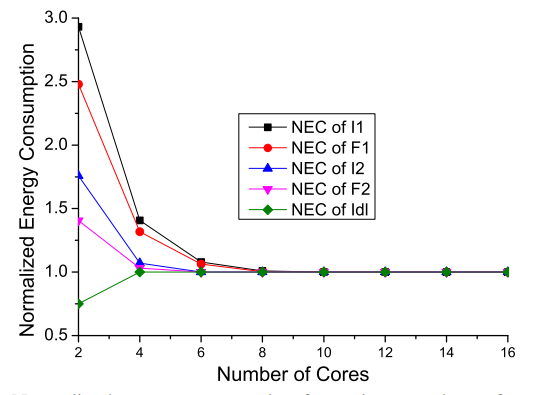 3.0
2.5
2.0
1.5
1.0
0.5
Normalized Energy Consumption
NEC of I1
NEC of F1
NEC of I2
NEC of F2
NEC of Idl
2 4 6 8 10 12 14 16
Number of Cores